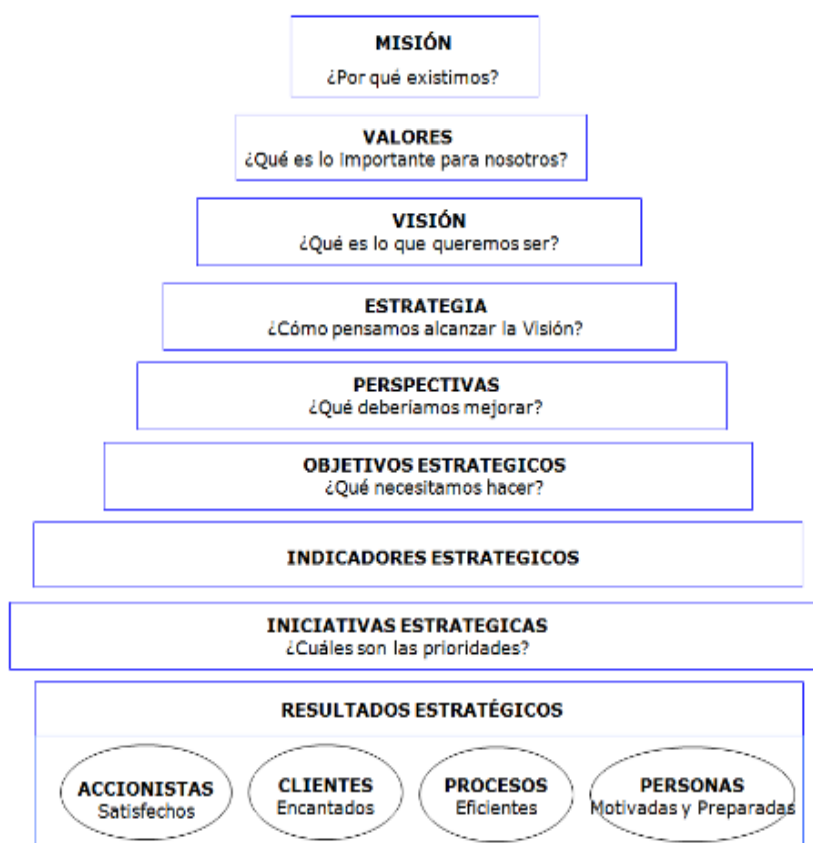 MISIÓN
¿Por qué existimos?
VALORES
¿Qué es lo importante para nosotros?
VISIÓN
¿Qué es lo que queremos ser?
ESTRATEGIA
¿Cómo pensamos alcanzar la Visión?
PERSPECTIVAS
¿Qué deberíamos mejorar?
OBJETIVOS ESTRATEGICOS
¿Qué necesitamos hacer?
INDICADORES ESTRATEGICOS
INICIATIVAS ESTRATEGICAS
¿Cuáles son las prioridades?
RESULTADOS ESTRATÉGICOS
ACCIONISTAS
Satisfechos
CLIENTES
Encantados
PROCESOS
Eficientes
PERSONAS
Motivadas y Preparadas